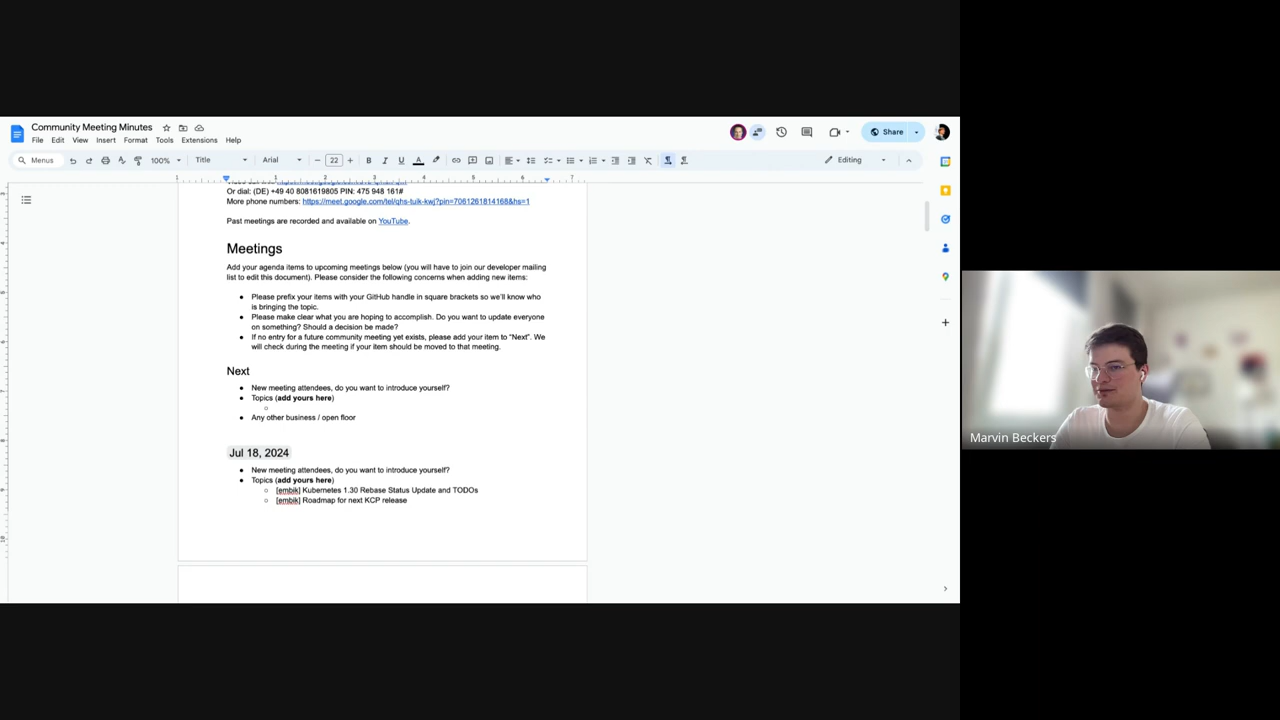 Community Meeting Minutes
File Edit View Insert Format Tools Extensions Help
Share
Menus 100% Title Arial 22 B I U A Editing
1 1 2 3 4 5 6 7
Or dial: (DE) +49 40 8081619805 PIN: 475 948 161#
More phone numbers: https://meet.google.com/tel/qhs-tuik-kwj?pin=7061261814168&hs=1
Past meetings are recorded and available on YouTube.
Meetings
Add your agenda items to upcoming meetings below (you will have to join our developer mailing
list to edit this document). Please consider the following concerns when adding new items:
● Please prefix your items with your GitHub handle in square brackets so we'll know who
is bringing the topic.
● Please make clear what you are hoping to accomplish. Do you want to update everyone
on something? Should a decision be made?
● If no entry for a future community meeting yet exists, please add your item to "Next". We
will check during the meeting if your item should be moved to that meeting.
Next
● New meeting attendees, do you want to introduce yourself?
● Topics (add yours here)
○
● Any other business / open floor
Jul 18, 2024
● New meeting attendees, do you want to introduce yourself?
● Topics (add yours here)
○ [embik] Kubernetes 1.30 Rebase Status Update and TODOs
○ [embik] Roadmap for next KCP release
Marvin Beckers